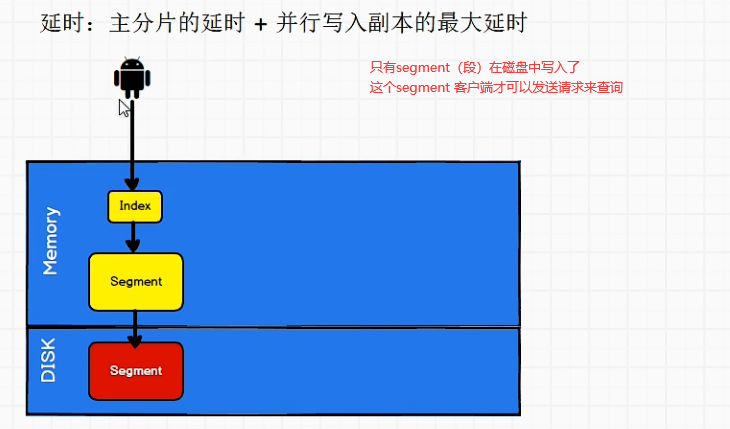 延时：主分片的延时 + 并行写入副本的最大延时
只有segment（段）在磁盘中写入了
这个segment 客户端才可以发送请求来查询
Index
Memory
Segment
DISK
Segment